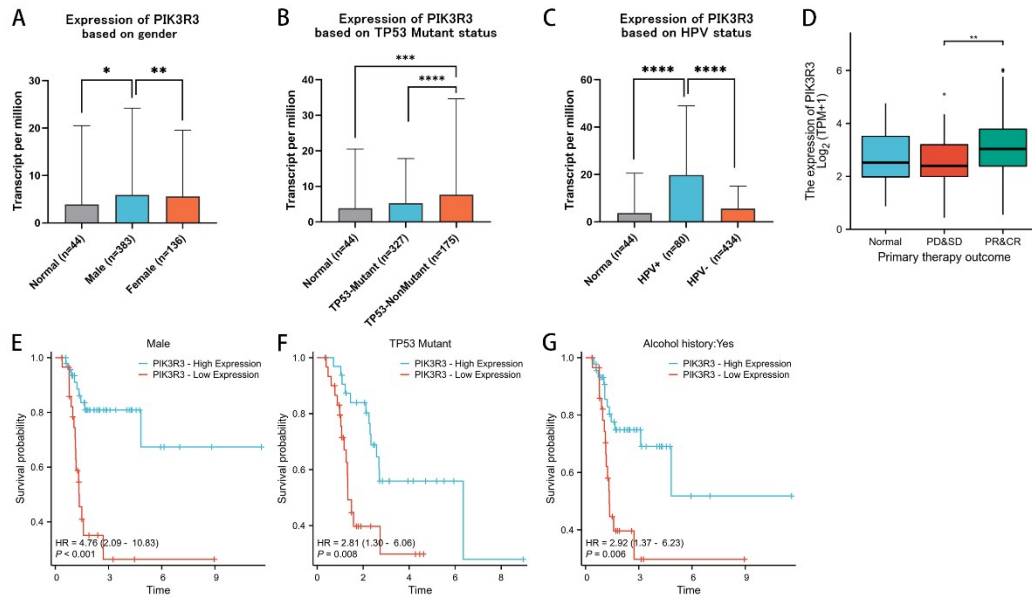 A
Expression of PIK3R3
based on gender
Transcript per million
30
20
10
0
*
**
Normal (n=44)
Male (n=383)
Female (n=136)
B
Expression of PIK3R3
based on TP53 Mutant status
Transcript per million
40
30
20
10
0
***
****
Normal (n=44)
TP53-Mutant (n=327)
TP53-NonMutant (n=175)
C
Expression of PIK3R3
based on HPV status
Transcript per million
60
40
20
0
****
****
Norma (n=44)
HPV+ (n=80)
HPV- (n=434)
D
The expression of PIK3R3
Log2 (TPM+1)
6
4
2
0
**
Normal
PD&SD
PR&CR
Primary therapy outcome
E
Male
PIK3R3 - High Expression
PIK3R3 - Low Expression
Survival probability
1.0
0.8
0.6
0.4
HR = 4.76 (2.09 - 10.83)
P < 0.001
0
3
6
9
Time
F
TP53 Mutant
PIK3R3 - High Expression
PIK3R3 - Low Expression
Survival probability
1.0
0.8
0.6
0.4
HR = 2.81 (1.30 - 6.06)
P = 0.008
0
2
4
6
8
Time
G
Alcohol history:Yes
PIK3R3 - High Expression
PIK3R3 - Low Expression
Survival probability
1.0
0.8
0.6
0.4
HR = 2.92 (1.37 - 6.23)
P = 0.006
0
3
6
9
Time